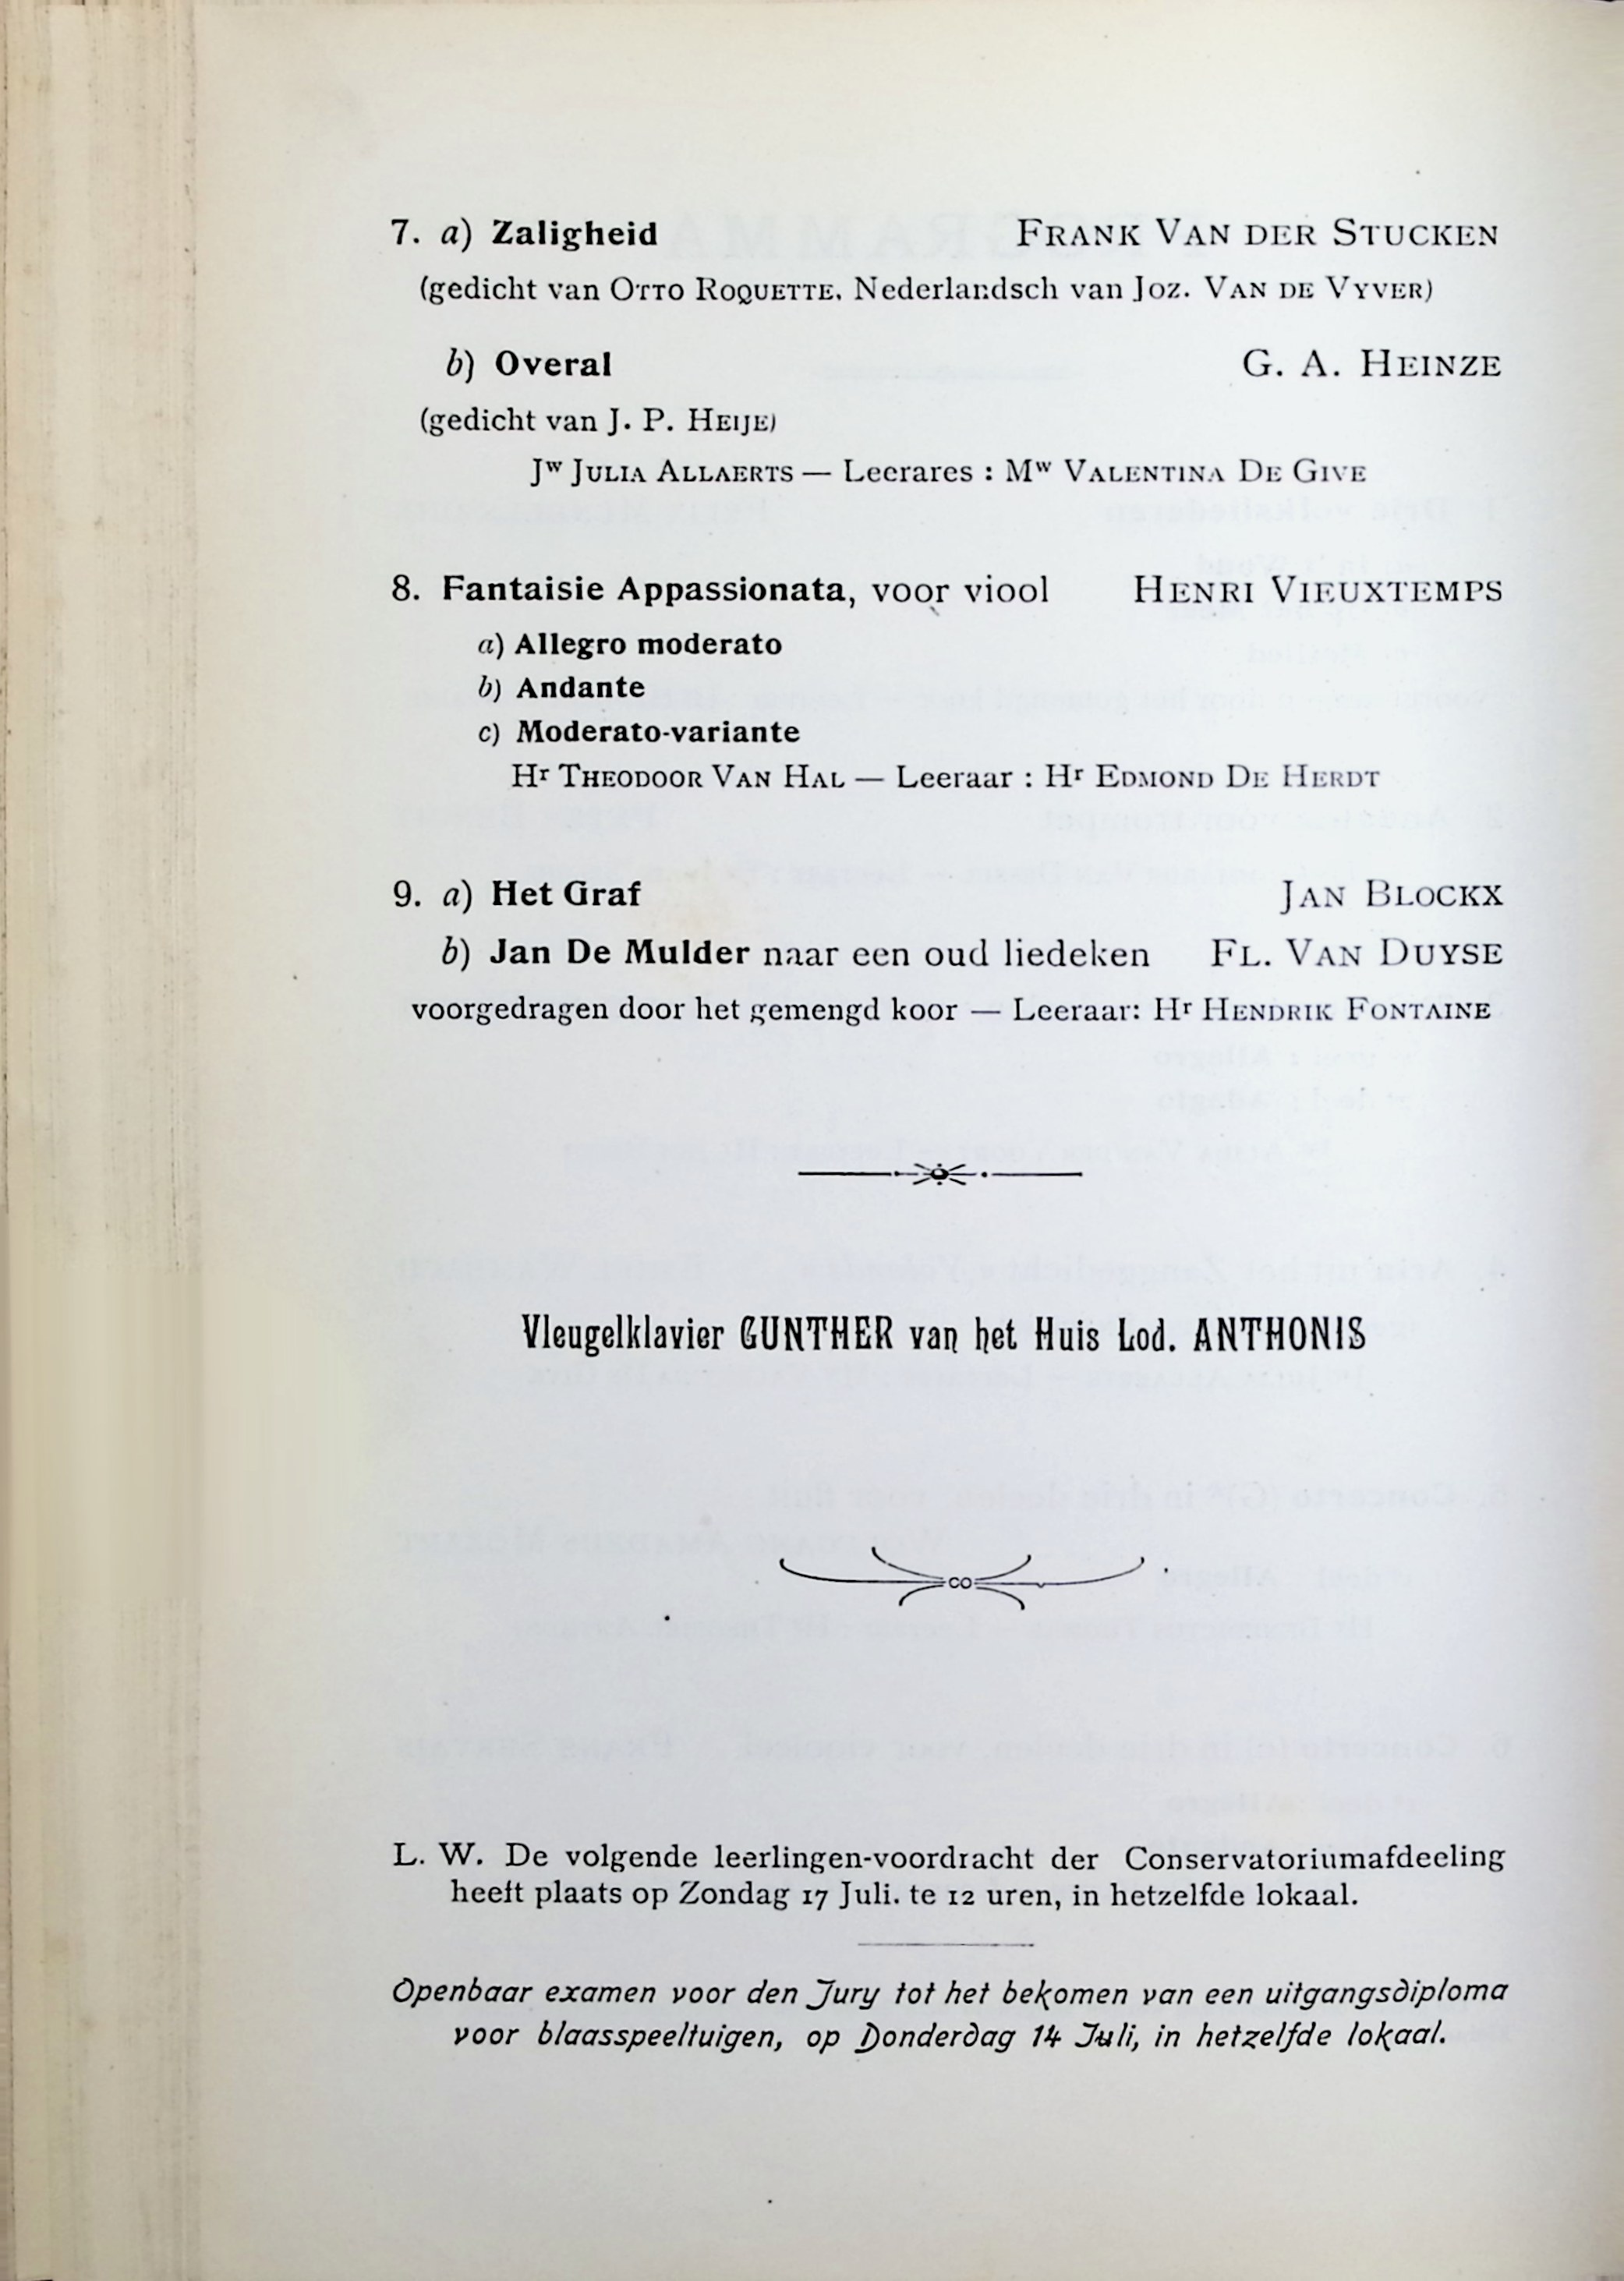 7. a) Zaligheid FRANK VAN DER STUCKEN
(gedicht van OTTO ROQUETTE. Nederlandsch van Joz. VAN DE VYVER)
b) Overal G. A. HEINZE
(gedicht van J. P. HEIJE)
Jw JULIA ALLAERTS — Leerares : Mw VALENTINA DE GIVE
8. Fantaisie Appassionata, voor viool HENRI VIEUXTEMPS
a) Allegro moderato
b) Andante
c) Moderato-variante
Hr THEODOOR VAN HAL — Leeraar : Hr EDMOND DE HERDT
9. a) Het Graf JAN BLOCKX
b) Jan De Mulder naar een oud liedeken FL. VAN DUYSE
voorgedragen door het gemengd koor — Leeraar: Hr HENDRIK FONTAINE
Vleugelklavier GUNTHER van het Huis Lod. ANTHONIS
L. W. De volgende leerlingen-voordracht der Conservatoriumafdeeling
heeft plaats op Zondag 17 Juli. te 12 uren, in hetzelfde lokaal.
Openbaar examen voor den Jury tot het bekomen van een uitgangsdiploma
voor blaasspeeltuigen, op Donderdag 14 Juli, in hetzelfde lokaal.